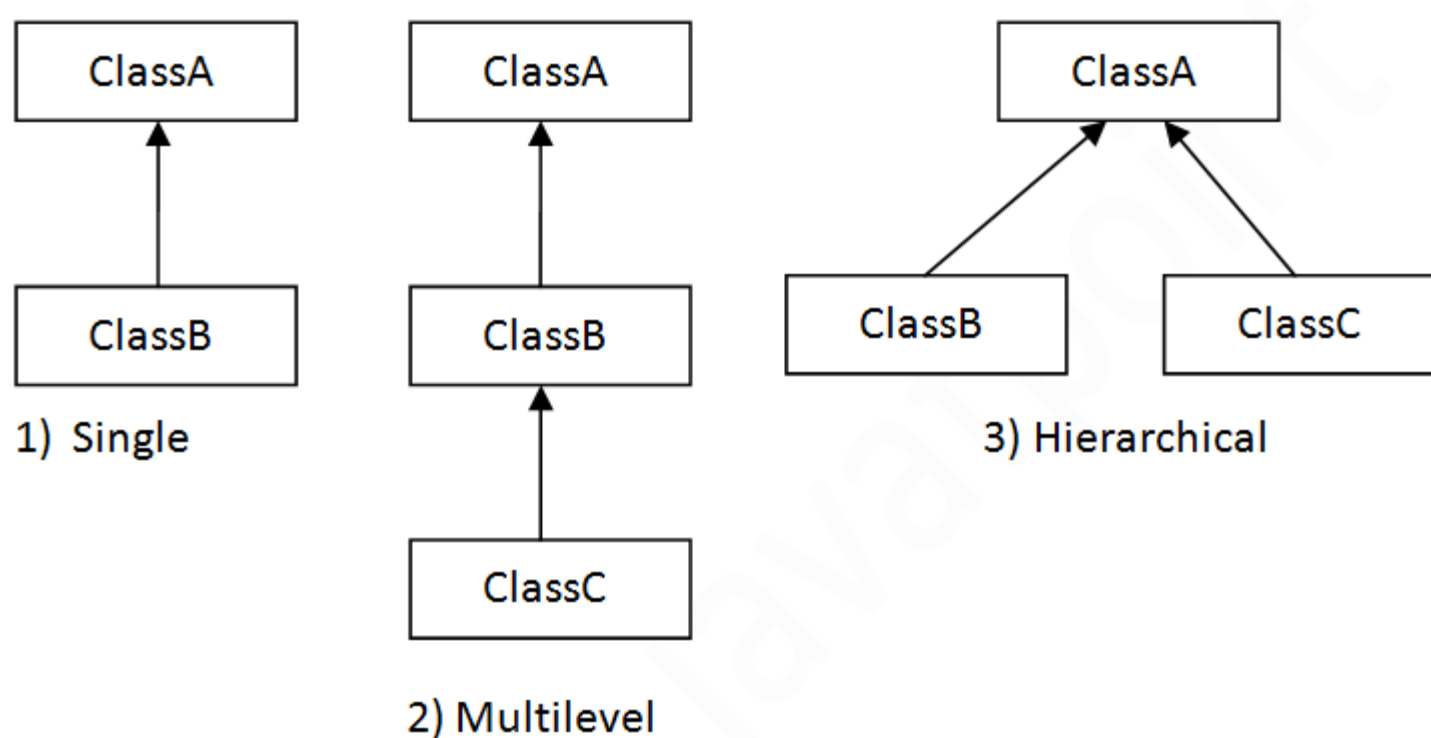 ClassA
ClassB
1) Single
ClassA
ClassB
ClassC
2) Multilevel
ClassA
ClassB
ClassC
3) Hierarchical